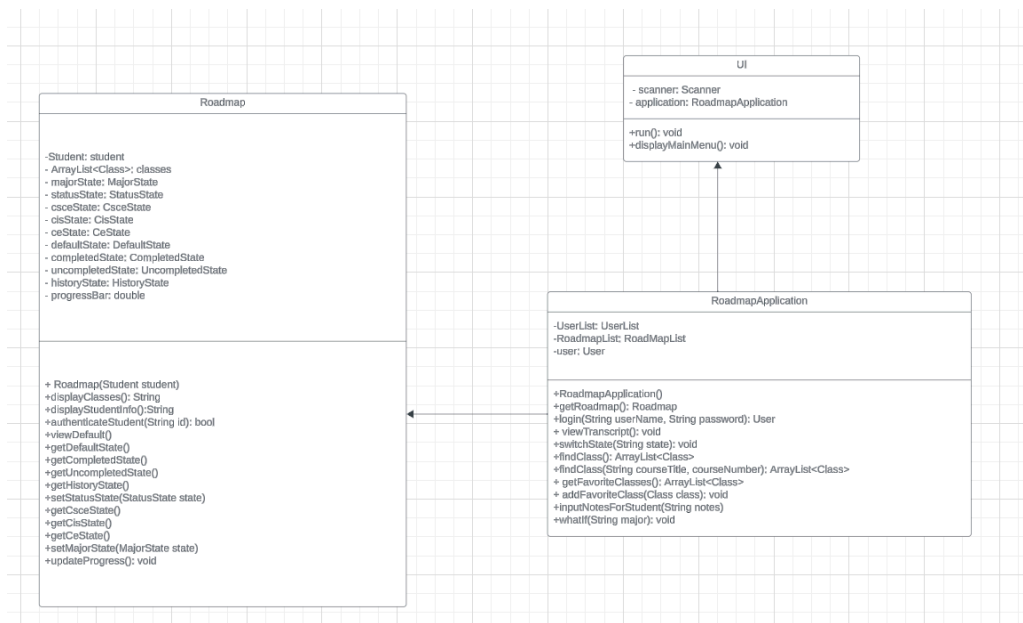 UI
- scanner: Scanner
- application: RoadmapApplication
+run(): void
+displayMainMenu(): void
Roadmap
-Student: student
- ArrayList<Class>: classes
- majorState: MajorState
- statusState: StatusState
- csceState: CsceState
- cisState: CisState
- ceState: CeState
- defaultState: DefaultState
- completedState: CompletedState
- uncompletedState: UncompletedState
- historyState: HistoryState
- progressBar: double
+ Roadmap(Student student)
+displayClasses(): String
+displayStudentInfo():String
+authenticateStudent(String id): bool
+viewDefault()
+getDefaultState()
+getCompletedState()
+getUncompletedState()
+getHistoryState()
+setStatusState(StatusState state)
+getCsceState()
+getCisState()
+getCeState()
+setMajorState(MajorState state)
+updateProgress(): void
RoadmapApplication
-UserList: UserList
-RoadmapList: RoadMapList
-user: User
+RoadmapApplication()
+getRoadmap(): Roadmap
+login(String userName, String password): User
+ viewTranscript(): void
+switchState(String state): void
+findClass(): ArrayList<Class>
+findClass(String courseTitle, courseNumber): ArrayList<Class>
+ getFavoriteClasses(): ArrayList<Class>
+ addFavoriteClass(Class class): void
+inputNotesForStudent(String notes)
+whatIf(String major): void